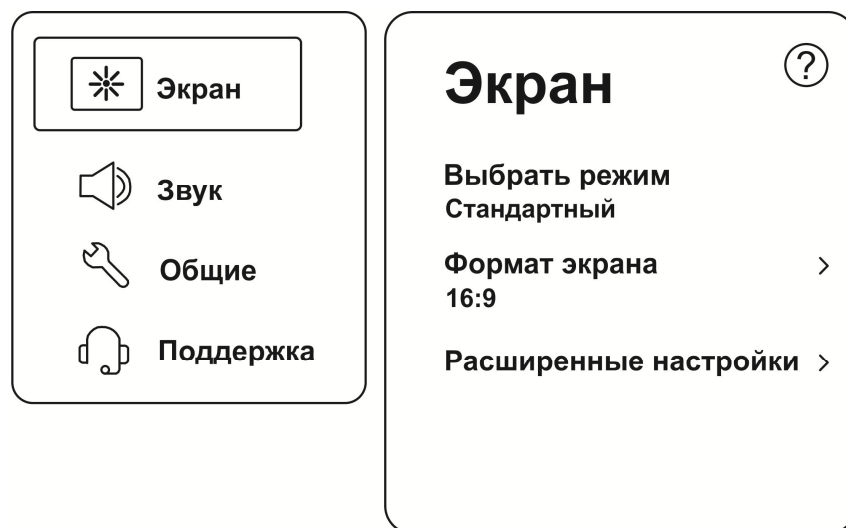 Экран
Звук
Общие
Поддержка
Экран
?
Выбрать режим
Стандартный
Формат экрана
16:9
Расширенные настройки